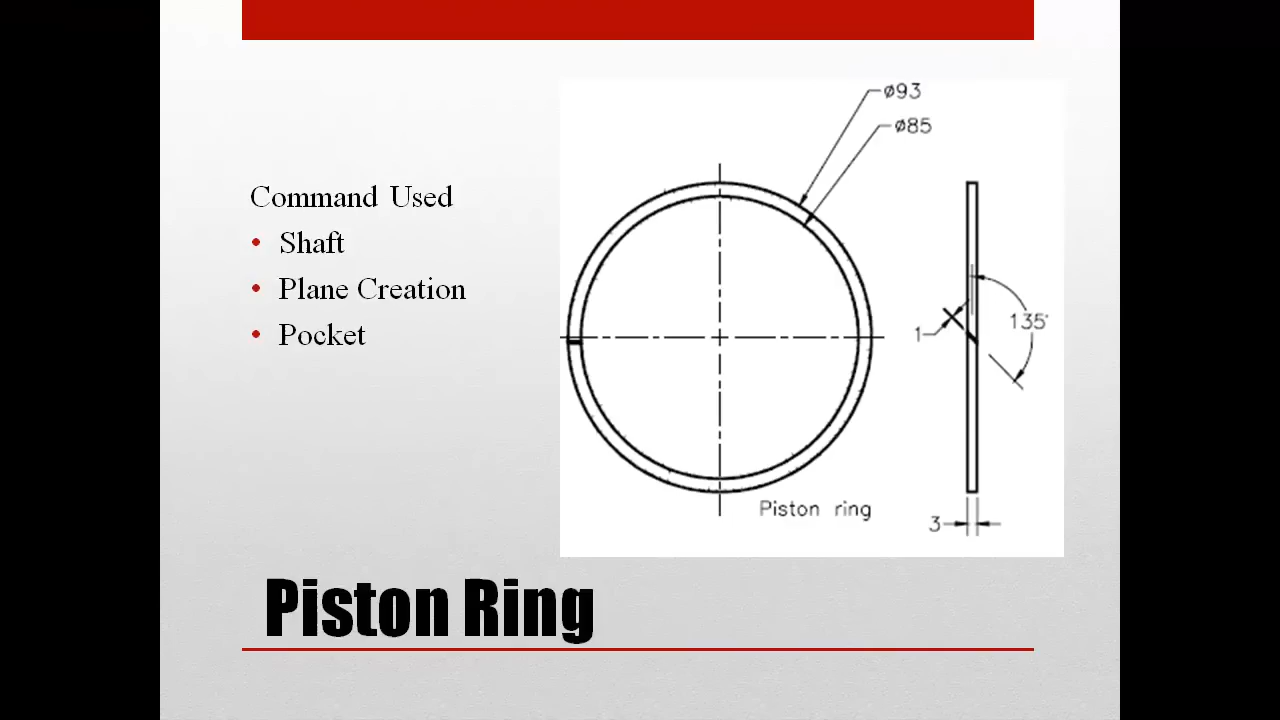 Command Used
• Shaft
• Plane Creation
• Pocket
ø93
ø85
1
135°
3
Piston ring
Piston Ring